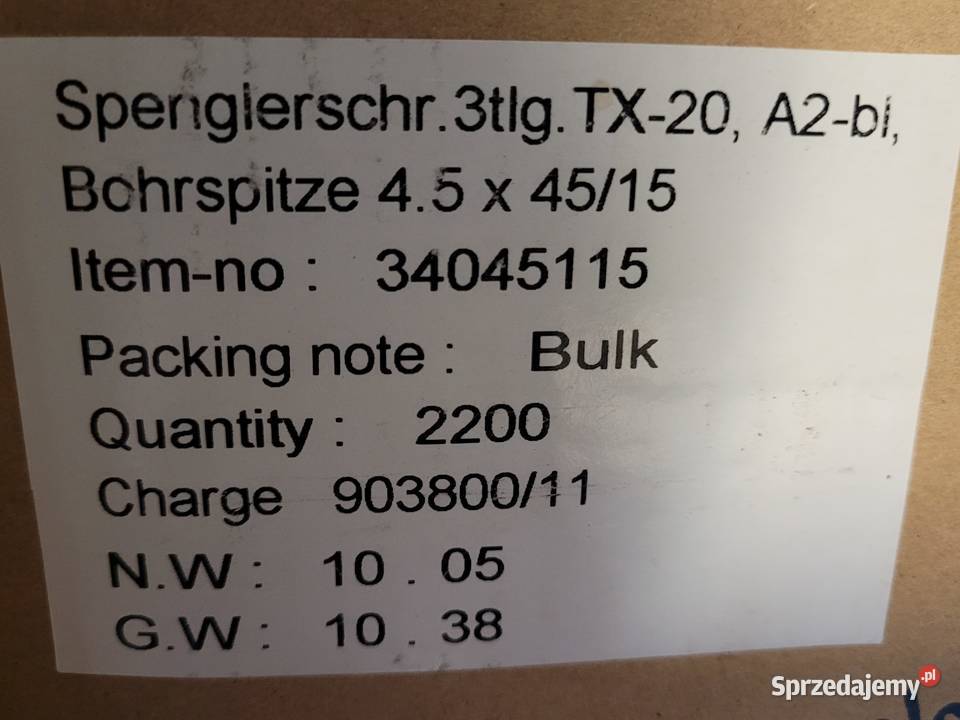 Spenglerschr.3tlg.TX-20, A2-bl,
Bohrspitze 4.5 x 45/15
Item-no : 34045115
Packing note : Bulk
Quantity : 2200
Charge 903800/11
N.W : 10 . 05
G.W : 10 . 38
Sprzedajemy.pl